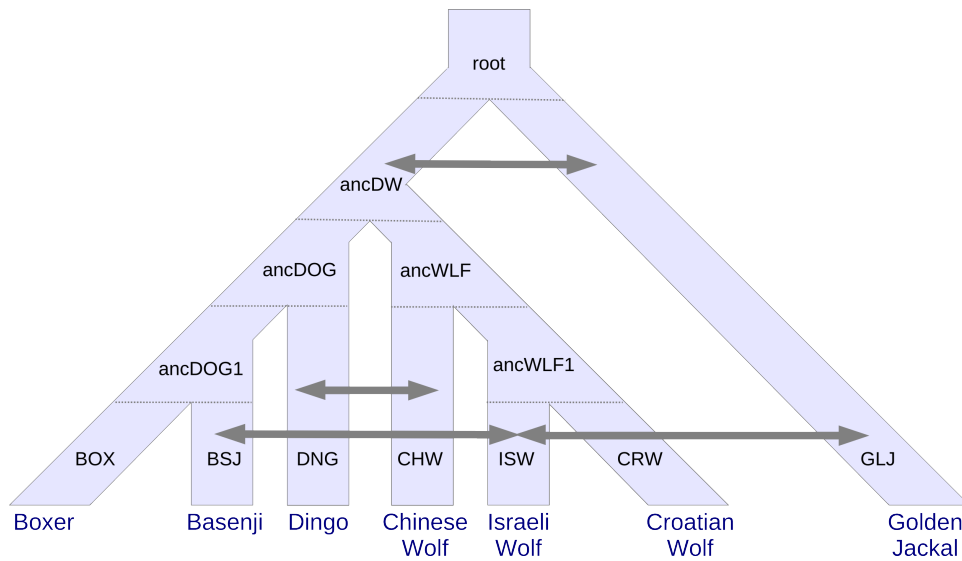 root
ancDW
ancDOG ancWLF
ancDOG1 ancWLF1
BOX BSJ DNG CHW ISW CRW GLJ
Boxer Basenji Dingo Chinese Israeli Croatian Golden
Wolf Wolf Wolf Jackal